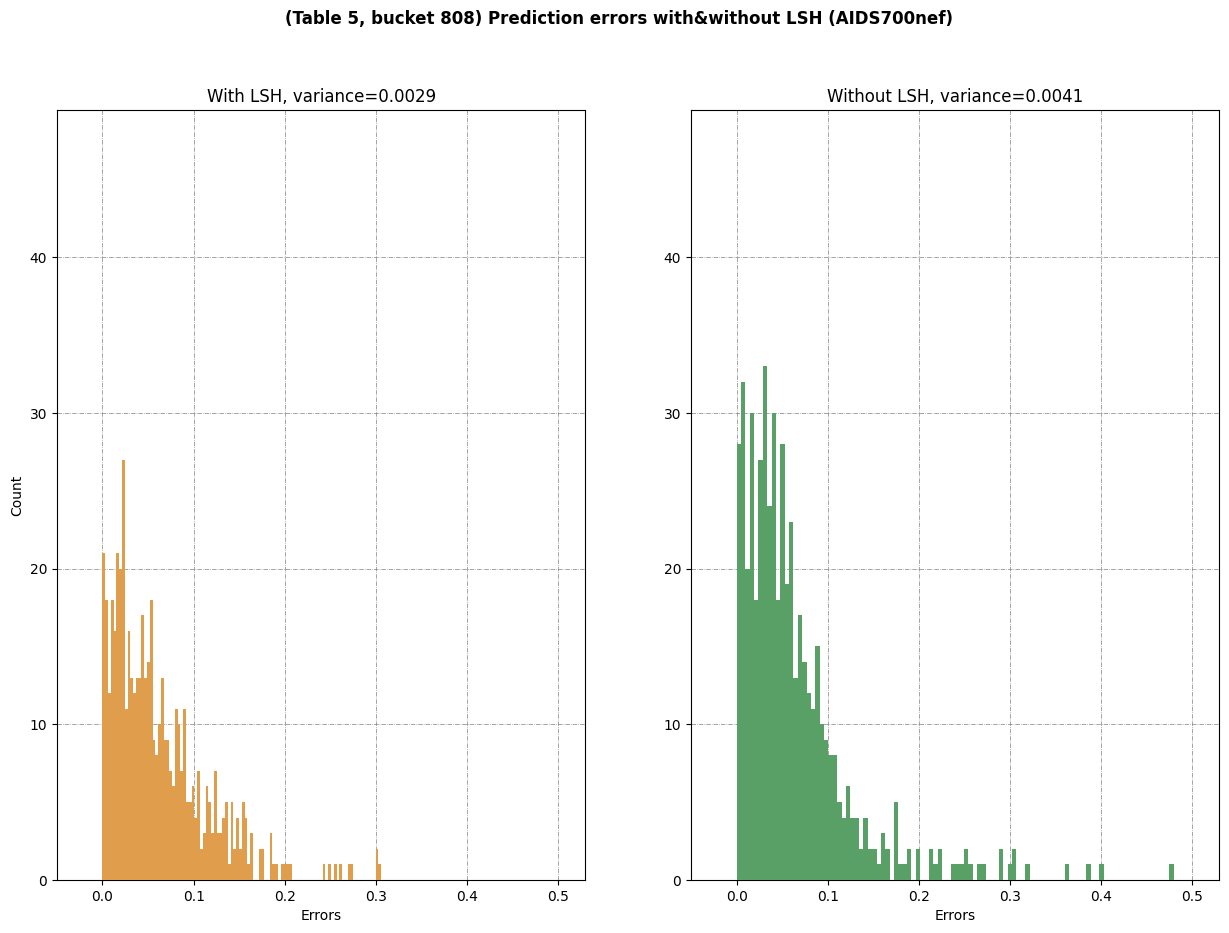 (Table 5, bucket 808) Prediction errors with&without LSH (AIDS700nef)
With LSH, variance=0.0029
Count
40
30
20
10
0
0.0 0.1 0.2 0.3 0.4 0.5
Errors
Without LSH, variance=0.0041
40
30
20
10
0
0.0 0.1 0.2 0.3 0.4 0.5
Errors